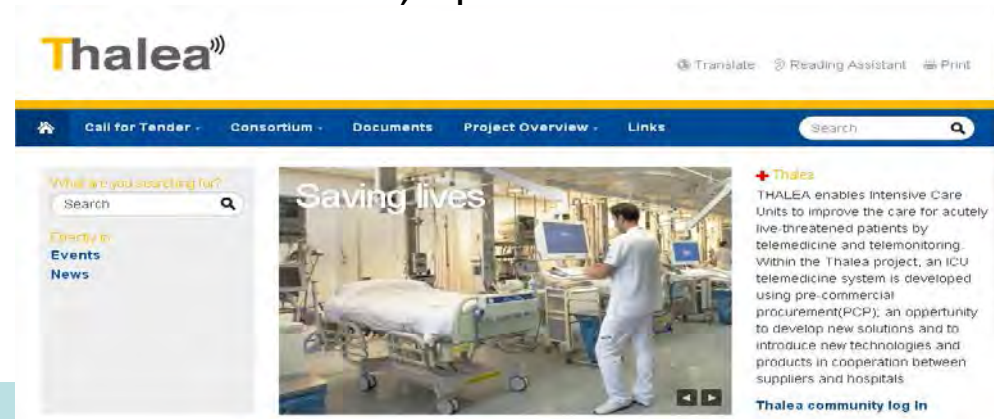 Thalea
Translate Reading Assistant Print
Call for Tender Consortium Documents Project Overview Links Search
What are you searching for?
Search
Directly to
Events
News
Saving lives
Thalea
THALEA enables Intensive Care
Units to improve the care for acutely
live-threatened patients by
telemedicine and telemonitoring.
Within the Thalea project, an ICU
telemedicine system is developed
using pre-commercial
procurement(PCP); an oppertunity
to develop new solutions and to
introduce new technologies and
products in cooperation between
suppliers and hospitals
Thalea community log in